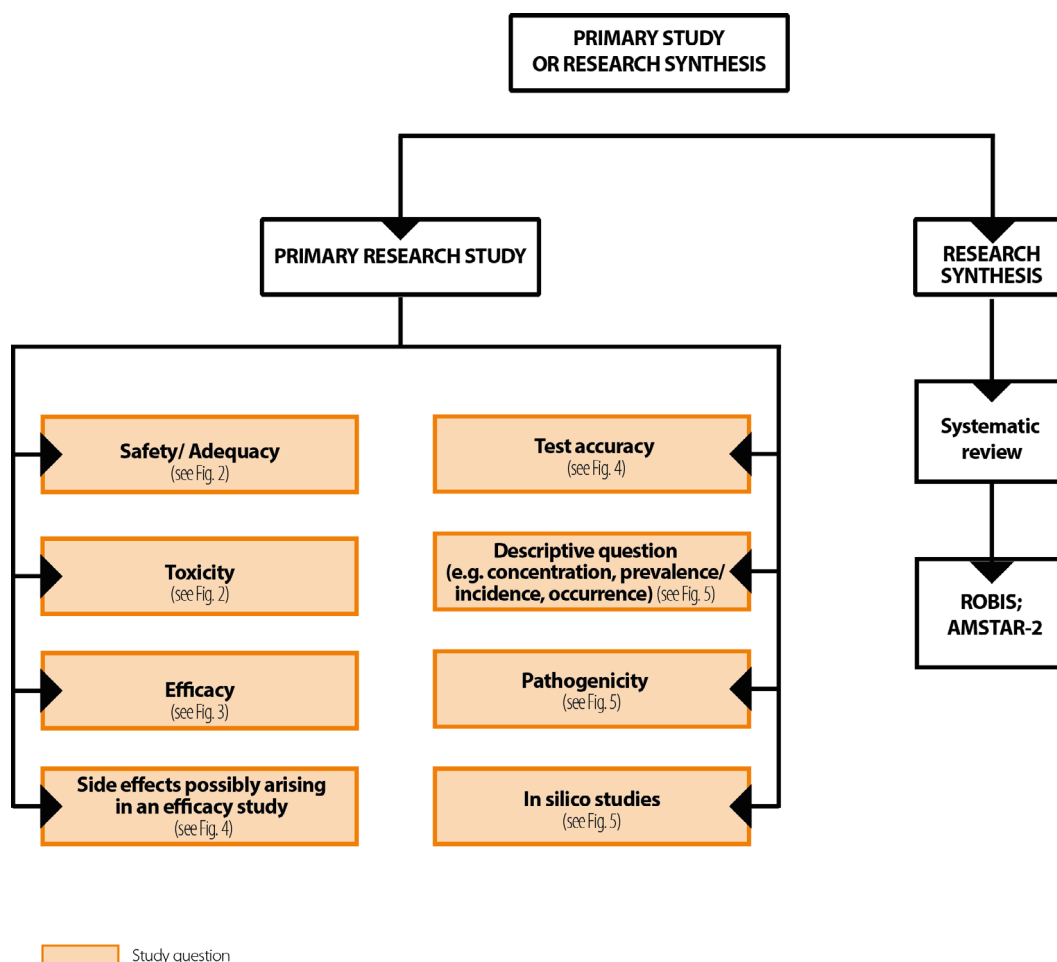 PRIMARY STUDY
OR RESEARCH SYNTHESIS
PRIMARY RESEARCH STUDY
RESEARCH
SYNTHESIS
Safety/ Adequacy
(see Fig. 2)
Toxicity
(see Fig. 2)
Efficacy
(see Fig. 3)
Side effects possibly arising
in an efficacy study
(see Fig. 4)
Test accuracy
(see Fig. 4)
Descriptive question
(e.g. concentration, prevalence/
incidence, occurrence) (see Fig. 5)
Pathogenicity
(see Fig. 5)
In silico studies
(see Fig. 5)
Systematic
review
ROBIS;
AMSTAR-2
Study question